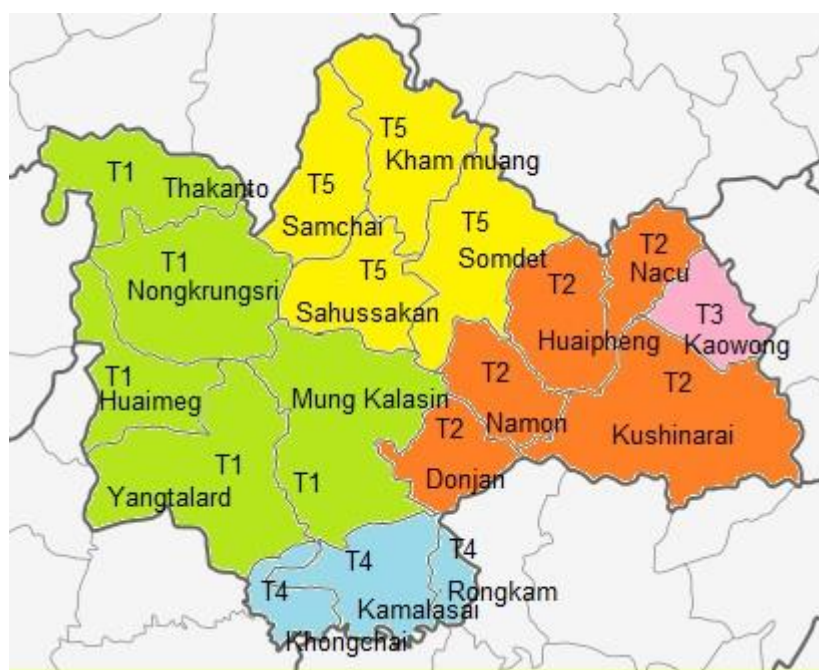 T5
Kham muang
T1
Thakanto
T5
Samchai
T5
Somdet
T2
Nacu
T1
Nongkrungsri
T5
Sahussakan
T2
Huaipheng
T3
Kaowong
T1
Huaimeg
Mung Kalasin
T2
Namon
T2
Kushinarai
T1
Yangtalard
T1
T2
Donjan
T4
Khongchai
T4
Kamalasai
T4
Rongkam